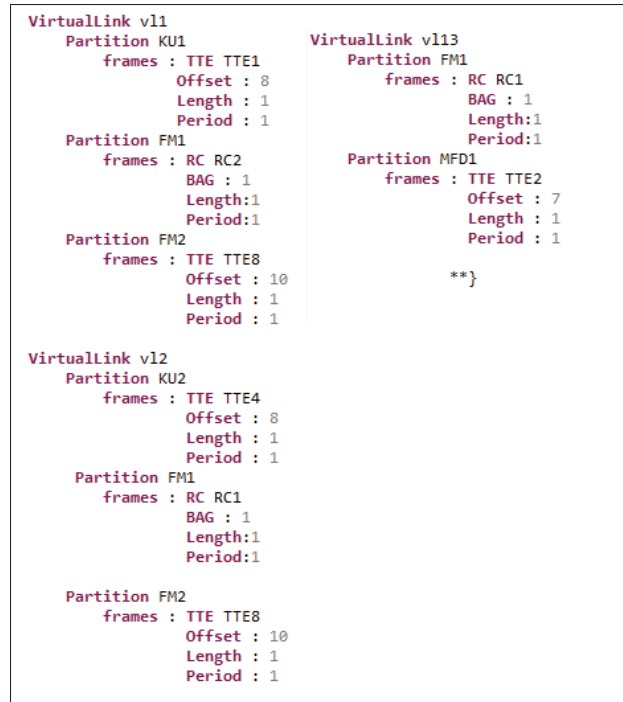 VirtualLink vl1
Partition KU1
frames : TTE TTE1
Offset : 8
Length : 1
Period : 1
Partition FM1
frames : RC RC2
BAG : 1
Length:1
Period:1
Partition FM2
frames : TTE TTE8
Offset : 10
Length : 1
Period : 1
VirtualLink vl2
Partition KU2
frames : TTE TTE4
Offset : 8
Length : 1
Period : 1
Partition FM1
frames : RC RC1
BAG : 1
Length:1
Period:1
Partition FM2
frames : TTE TTE8
Offset : 10
Length : 1
Period : 1
VirtualLink vl13
Partition FM1
frames : RC RC1
BAG : 1
Length:1
Period:1
Partition MFD1
frames : TTE TTE2
Offset : 7
Length : 1
Period : 1
**}